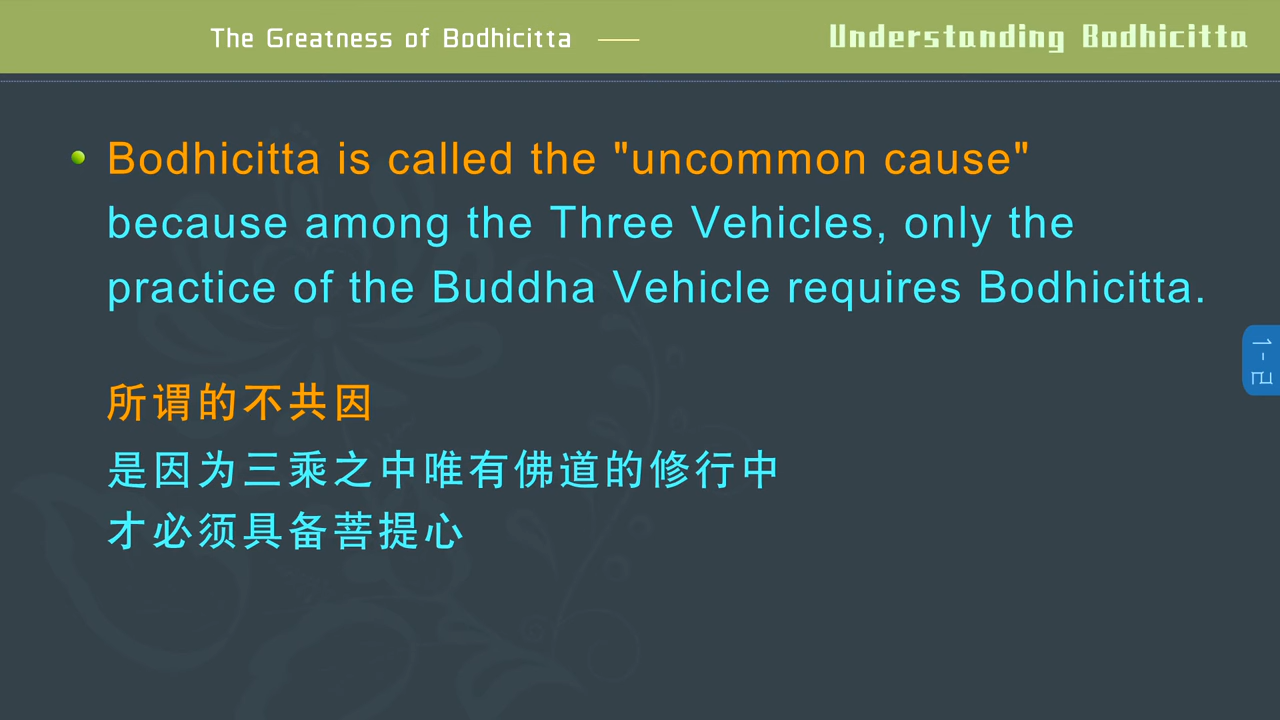 The Greatness of Bodhicitta ——
Understanding Bodhicitta
Bodhicitta is called the "uncommon cause"
because among the Three Vehicles, only the
practice of the Buddha Vehicle requires Bodhicitta.
所谓的不共因
是因为三乘之中唯有佛道的修行中
才必须具备菩提心